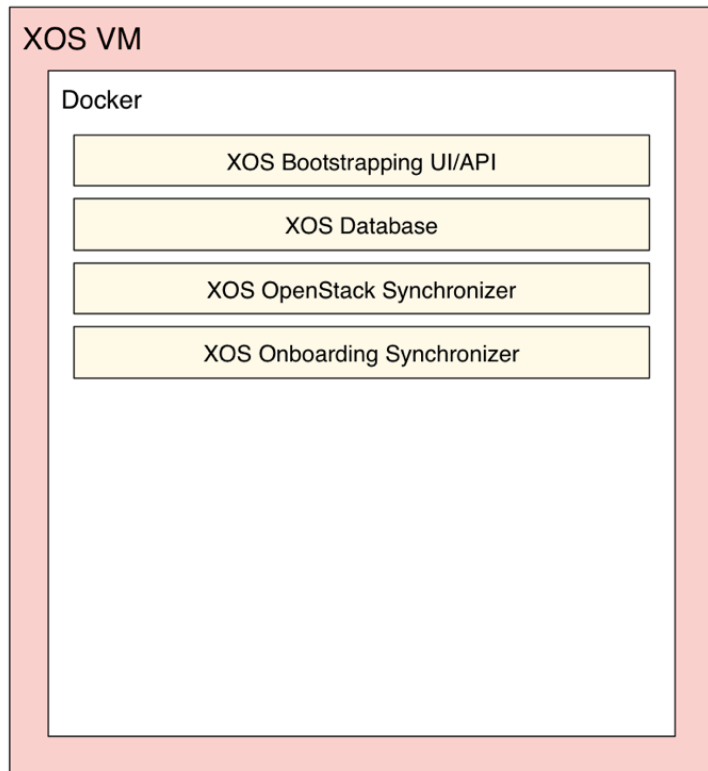 XOS VM
Docker
XOS Bootstrapping UI/API
XOS Database
XOS OpenStack Synchronizer
XOS Onboarding Synchronizer